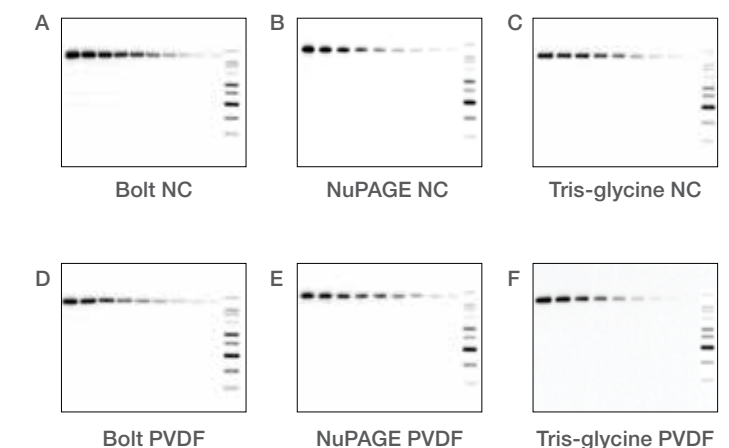 A
B
C
Bolt NC
NuPAGE NC
Tris-glycine NC
D
E
F
Bolt PVDF
NuPAGE PVDF
Tris-glycine PVDF